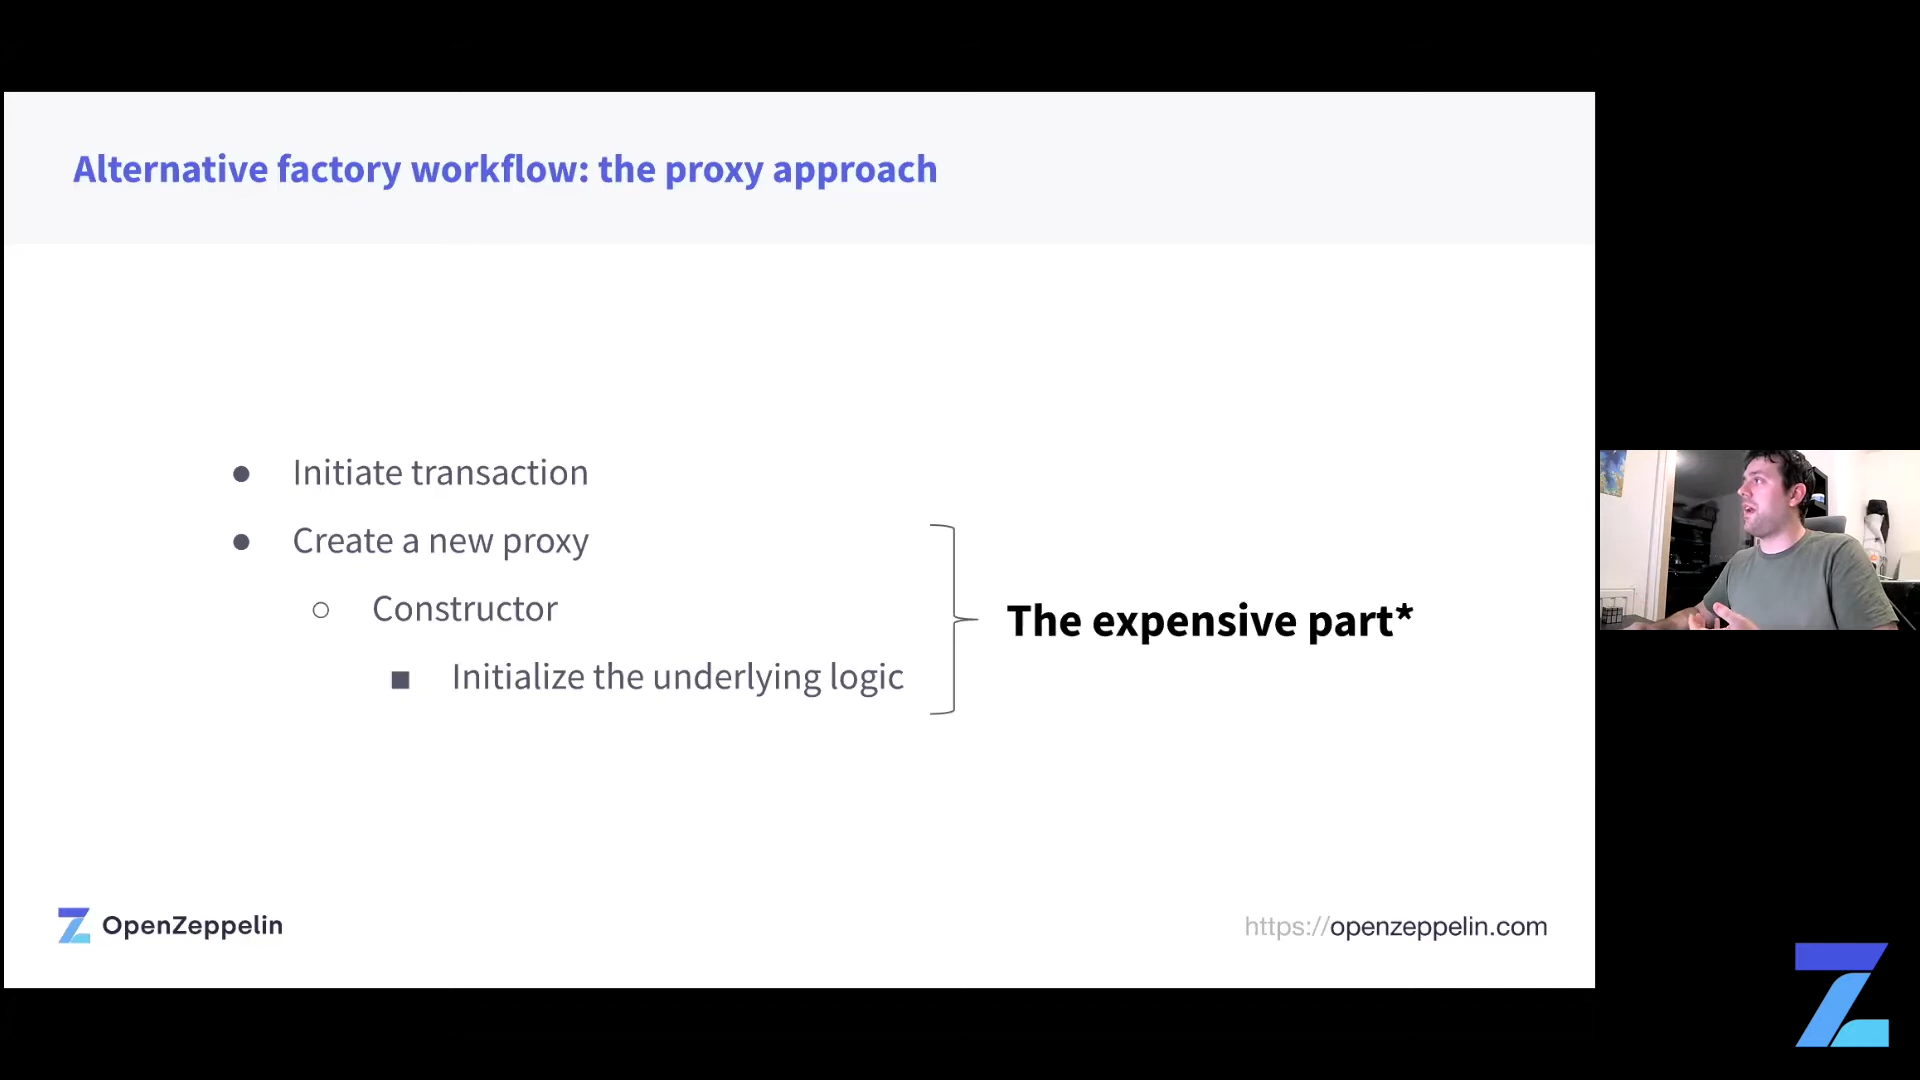 Alternative factory workflow: the proxy approach
Initiate transaction
Create a new proxy
Constructor
Initialize the underlying logic
The expensive part*
OpenZeppelin
https://openzeppelin.com